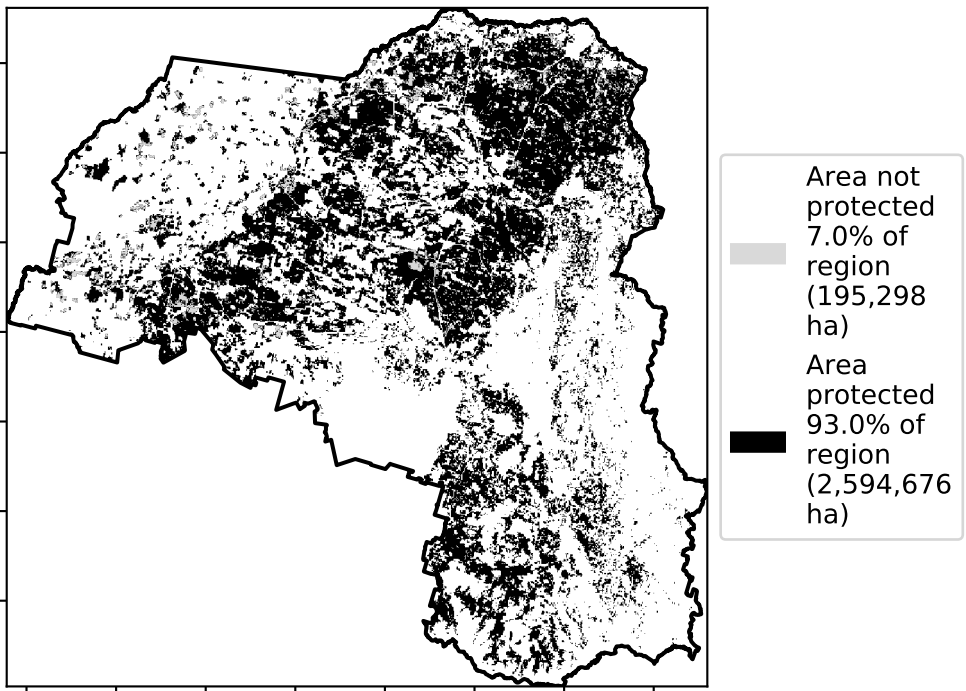 Area not
protected
7.0% of
region
(195,298
ha)
Area
protected
93.0% of
region
(2,594,676
ha)